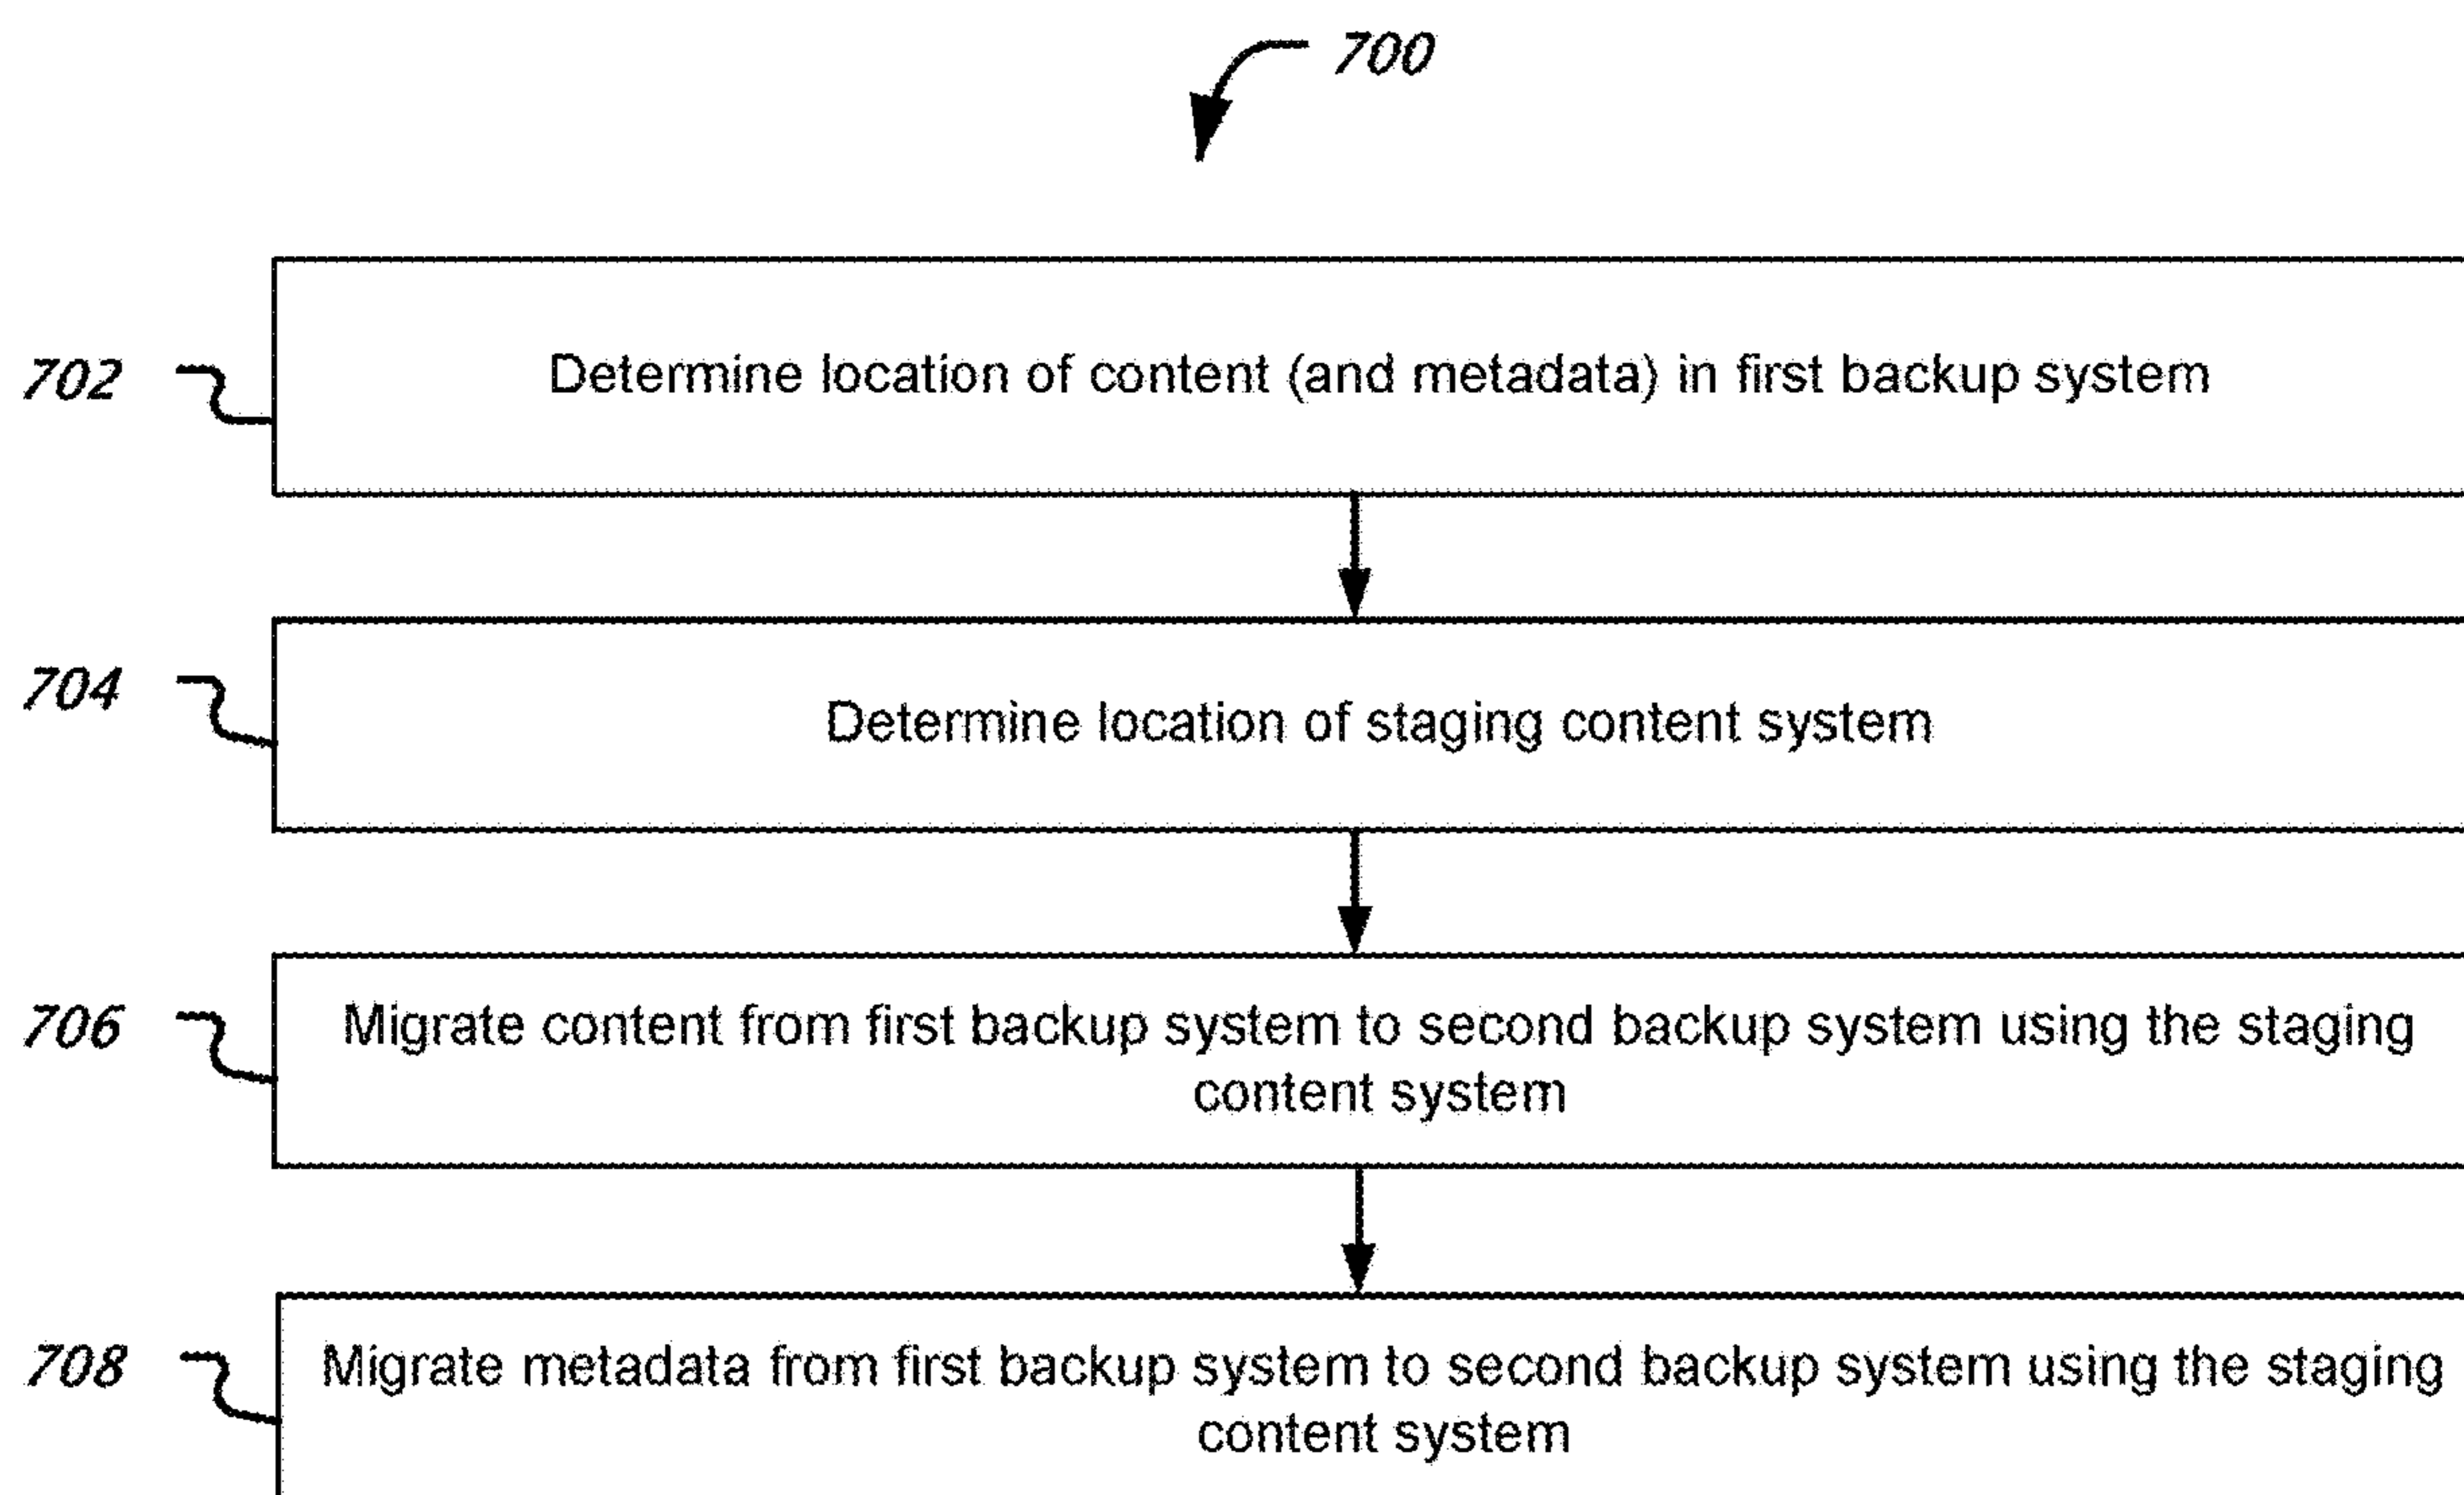 700
702
Determine location of content (and metadata) in first backup system
704
Determine location of staging content system
706
Migrate content from first backup system to second backup system using the staging
content system
708
Migrate metadata from first backup system to second backup system using the staging
content system